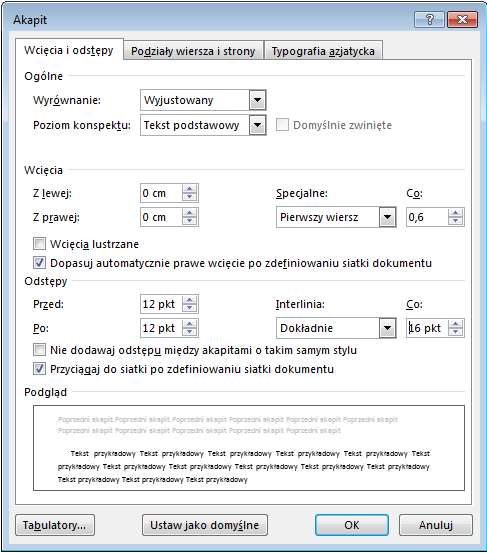 Akapit
Wcięcia i odstępy Podziały wiersza i strony Typografia azjatycka
Ogólne
Wyrównanie: Wyjustowany
Poziom konspektu: Tekst podstawowy Domyślnie zwinięte
Wcięcia
Z lewej: 0 cm Specjalne: Co:
Z prawej: 0 cm Pierwszy wiersz 0,6
Wcięcia lustrzane
Dopasuj automatycznie prawe wcięcie po zdefiniowaniu siatki dokumentu
Odstępy
Przed: 12 pkt Interlinia: Co:
Po: 12 pkt Dokładnie 16 pkt
Nie dodawaj odstępu między akapitami o takim samym stylu
Przyciągaj do siatki po zdefiniowaniu siatki dokumentu
Podgląd
Poprzedni akapit Poprzedni akapit Poprzedni akapit Poprzedni akapit Poprzedni akapit Poprzedni akapit
Poprzedni akapit Poprzedni akapit Poprzedni akapit Poprzedni akapit Poprzedni akapit
Tekst przykładowy Tekst przykładowy Tekst przykładowy Tekst przykładowy Tekst przykładowy Tekst
przykładowy Tekst przykładowy Tekst przykładowy Tekst przykładowy Tekst przykładowy Tekst przykładowy
Tekst przykładowy Tekst przykładowy Tekst przykładowy
Tabulatory... Ustaw jako domyślne OK Anuluj